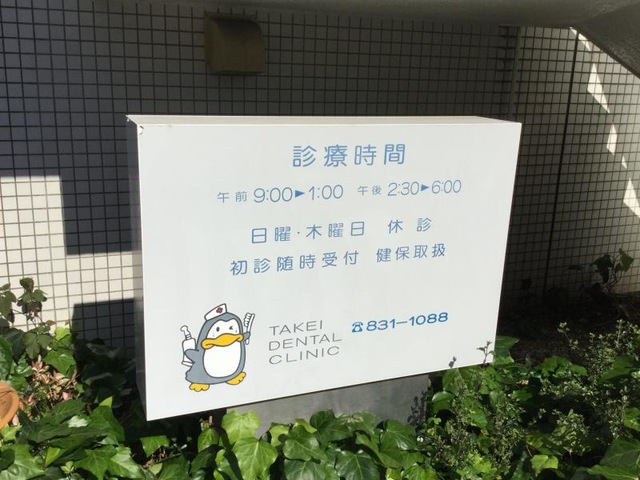 診療時間
午前 9:00▶1:00 午後 2:30▶6:00
日曜・木曜日 休診
初診随時受付 健保取扱
TAKEI
DENTAL
CLINIC
☎831-1088